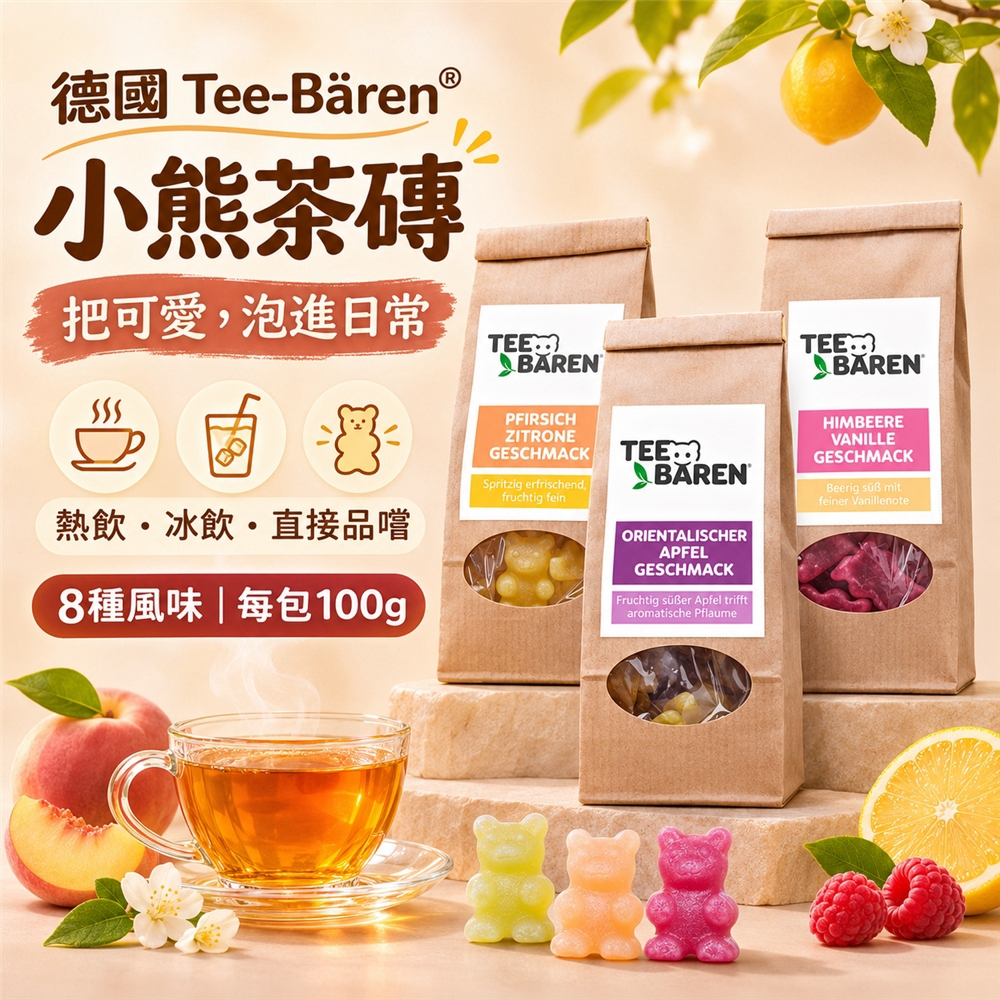 德國 Tee-Bären®
小熊茶磚
把可愛，泡進日常
熱飲・冰飲・直接品嚐
8種風味｜每包100g
TEE
BÄREN
PFIRSICH
ZITRONE
GESCHMACK
Spritzig erfrischend,
fruchtig fein
TEE
BÄREN®
ORIENTALISCHER
APFEL
GESCHMACK
Fruchtig süßer Apfel trifft
aromatische Pflaume
TEE
BÄREN®
HIMBEERE
VANILLE
GESCHMACK
Beerig süß mit
feiner Vanillenote